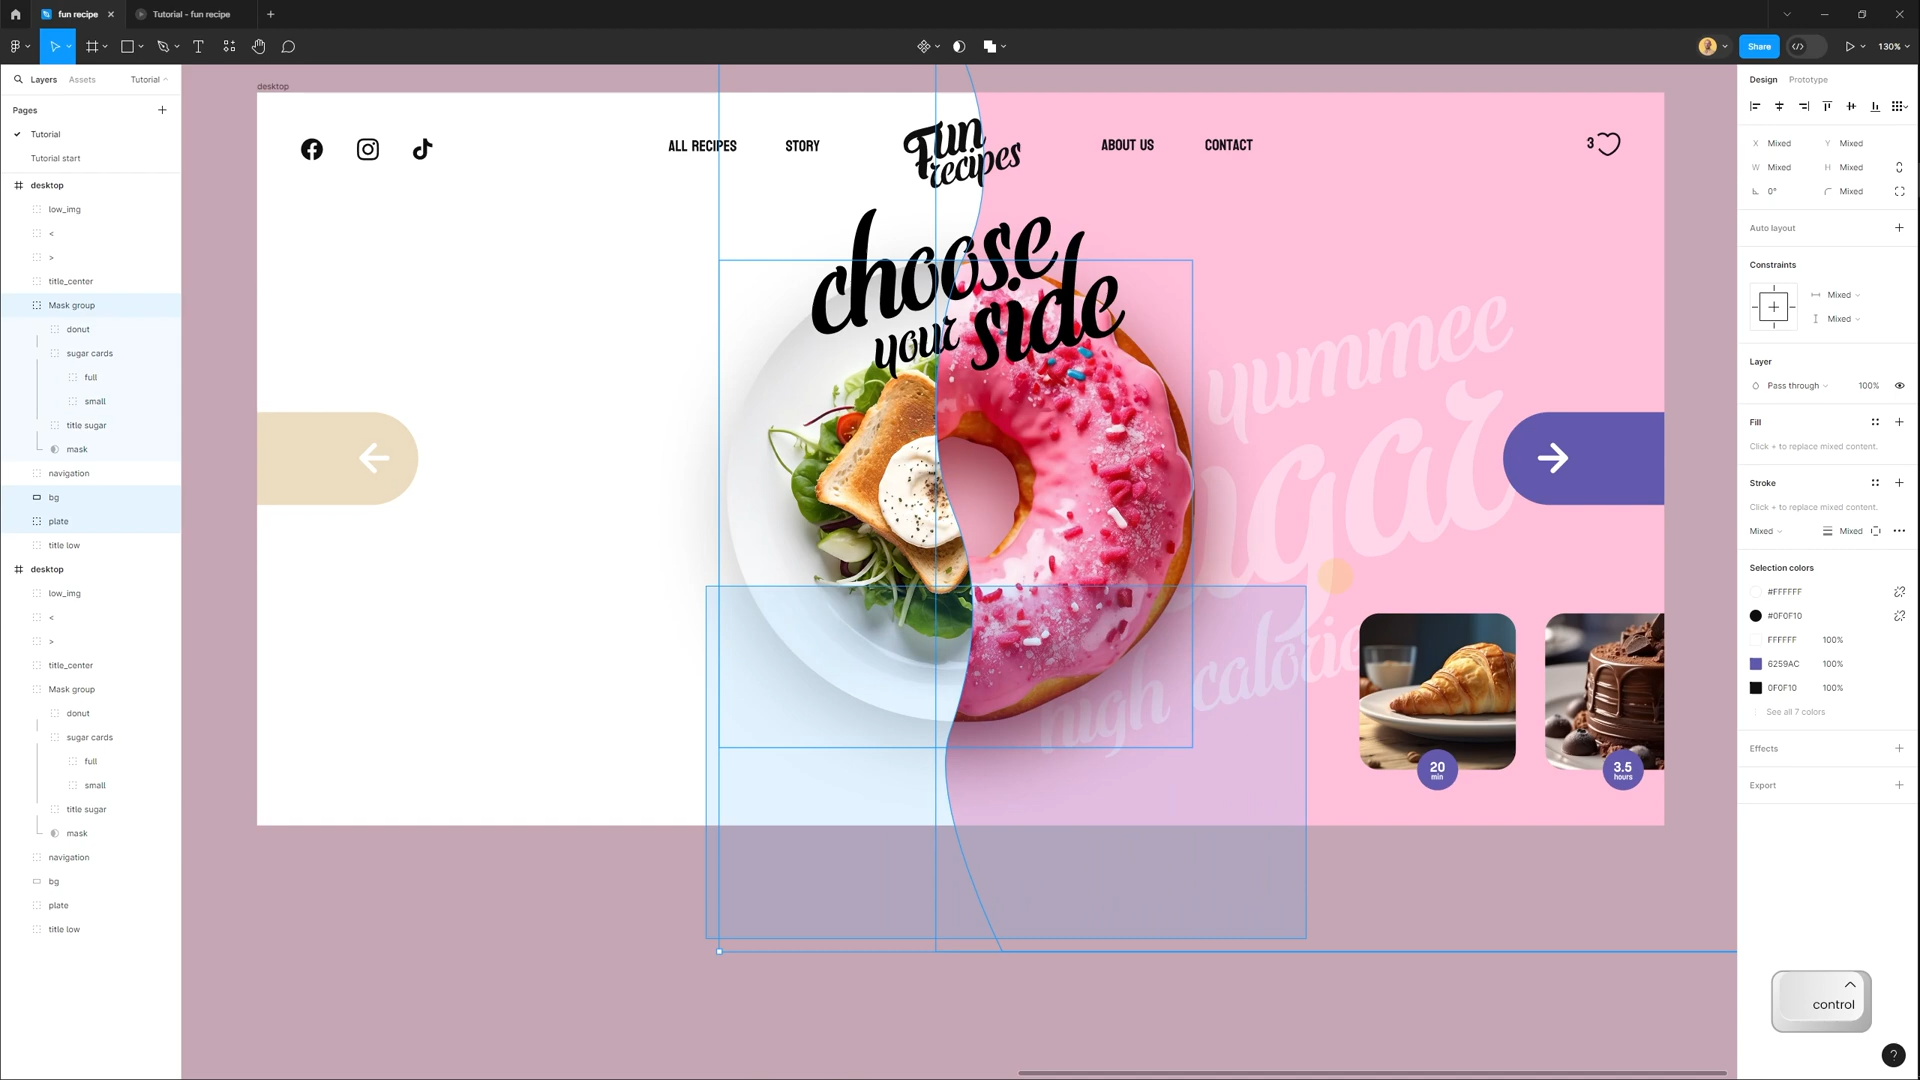 fun recipe
Tutorial - fun recipe
Share
130%
Layers
Assets
Tutorial
Pages
Tutorial
Tutorial start
desktop
low_img
<
>
title_center
Mask group
donut
sugar cards
full
small
title sugar
mask
navigation
bg
plate
title low
desktop
low_img
<
>
title_center
Mask group
donut
sugar cards
full
small
title sugar
mask
navigation
bg
plate
title low
desktop
ALL RECIPES
STORY
Fun
recipes
ABOUT US
CONTACT
3
choose
your side
yummee
high calorie
20
min
3.5
hours
Design
Prototype
X Mixed
Y Mixed
W Mixed
H Mixed
0°
Mixed
Auto layout
Constraints
Mixed
Mixed
Layer
Pass through
100%
Fill
Click + to replace mixed content.
Stroke
Click + to replace mixed content.
Mixed
Mixed
Selection colors
#FFFFFF
#0F0F10
FFFFFF 100%
6259AC 100%
0F0F10 100%
See all 7 colors
Effects
Export
control
?